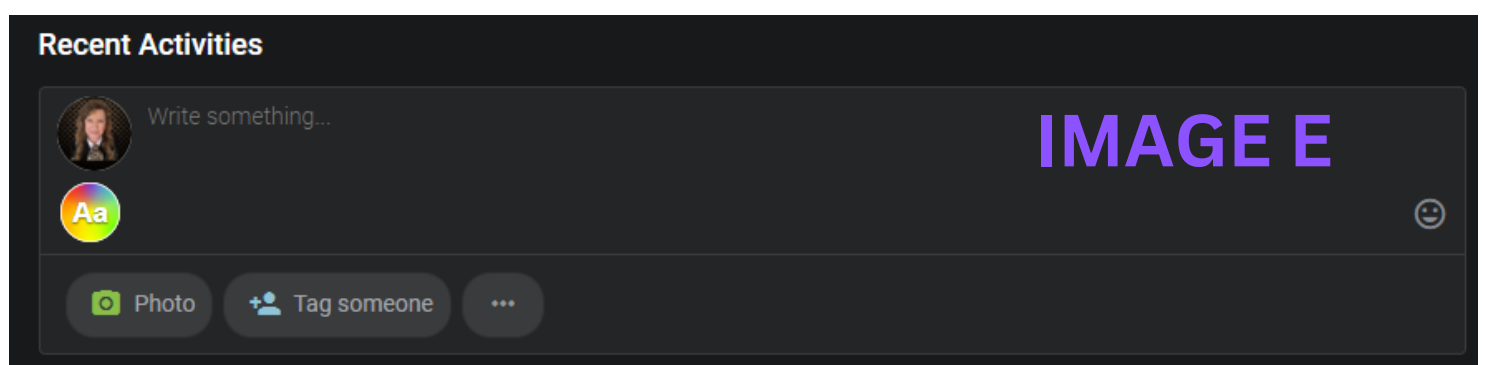 Recent Activities
Write something...
IMAGE E
Aa
Photo
Tag someone